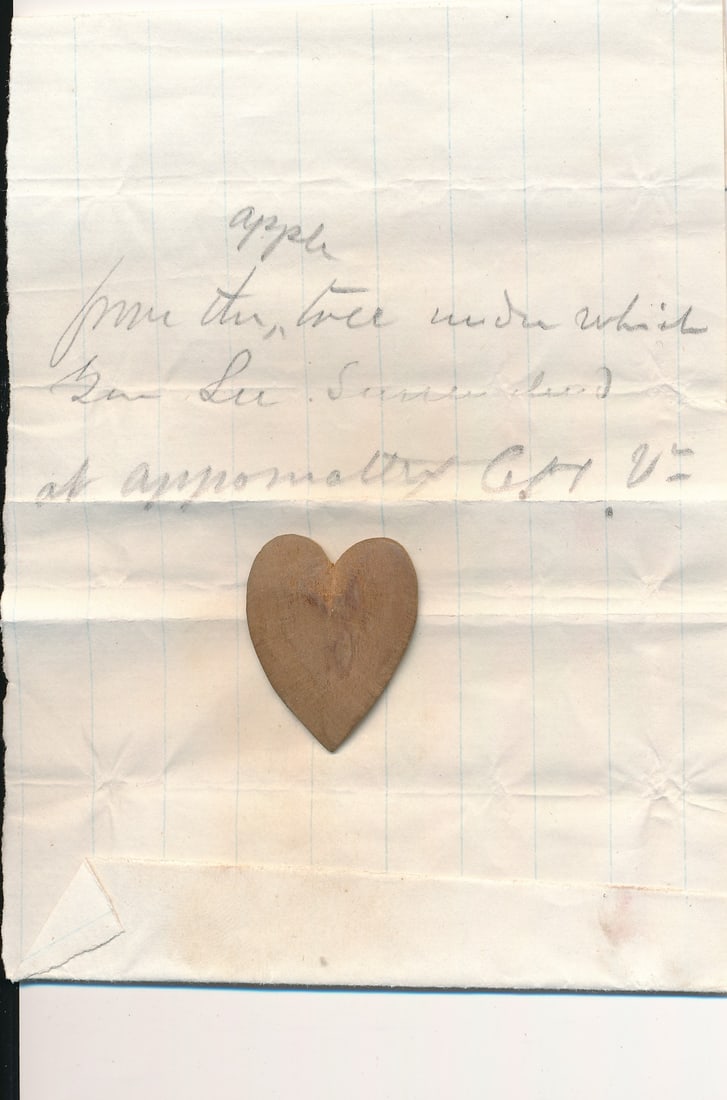 apple
from the ‸ tree under which
Gen Lee Surrendered
at appomattox C.H. Va